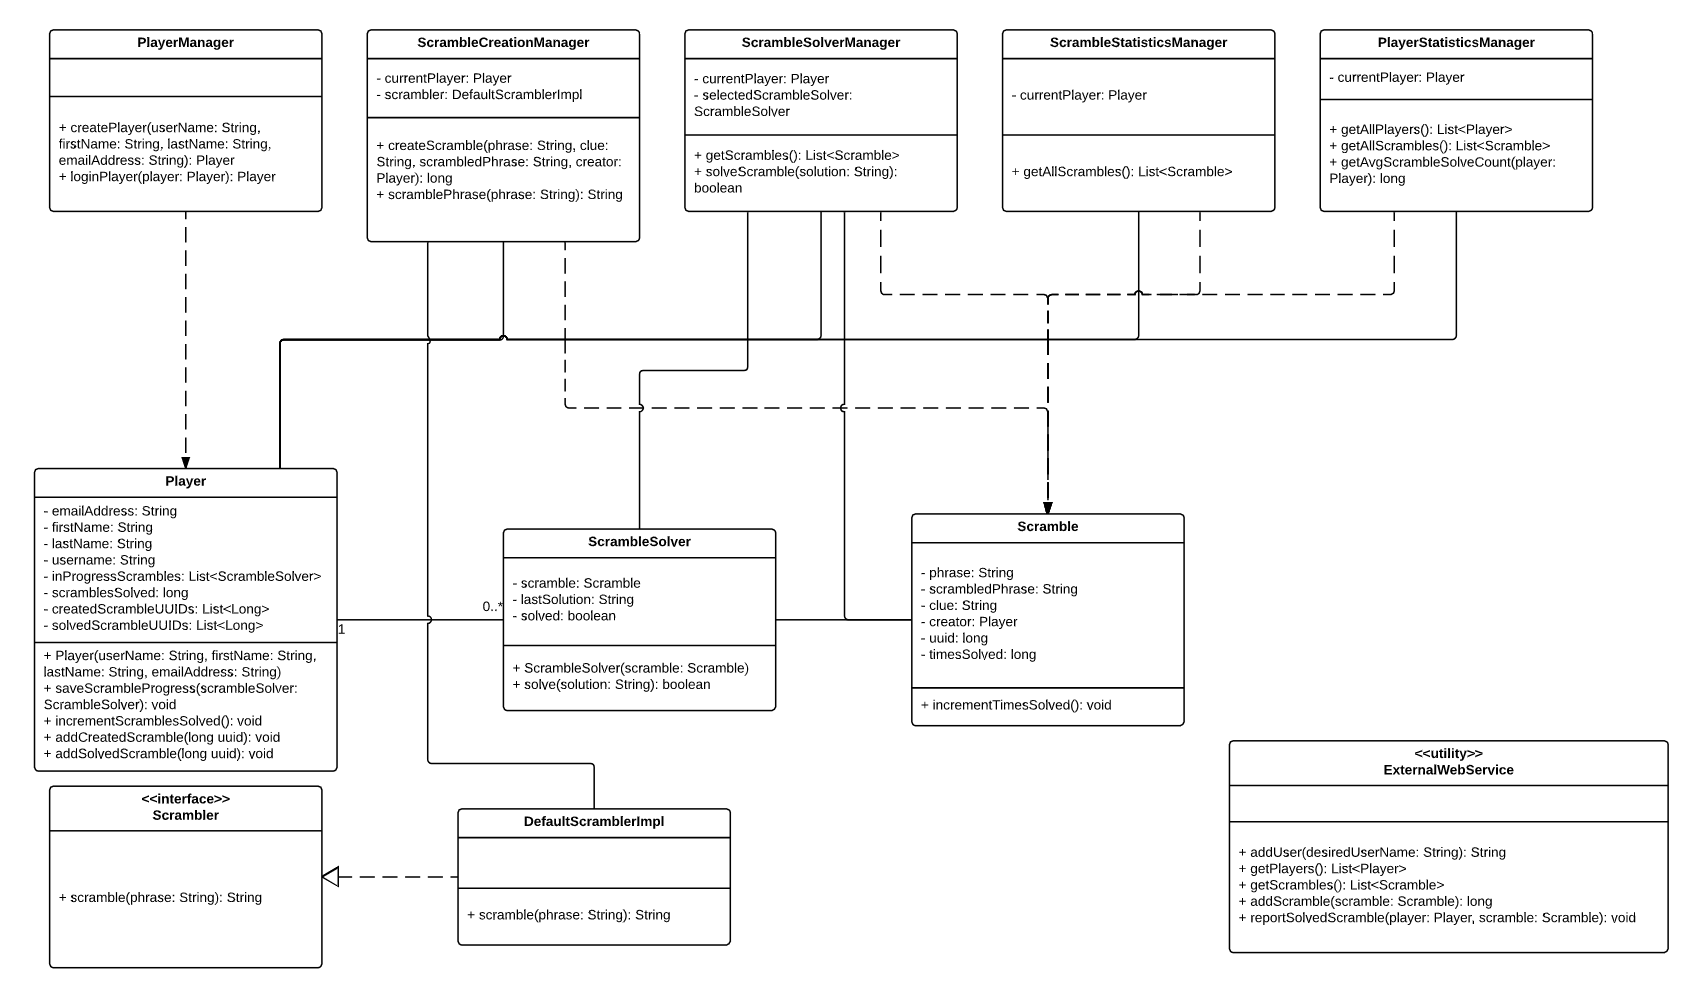 PlayerManager
+ createPlayer(userName: String,
firstName: String, lastName: String,
emailAddress: String): Player
+ loginPlayer(player: Player): Player
ScrambleCreationManager
- currentPlayer: Player
- scrambler: DefaultScramblerImpl
+ createScramble(phrase: String, clue:
String, scrambledPhrase: String, creator:
Player): long
+ scramblePhrase(phrase: String): String
ScrambleSolverManager
- currentPlayer: Player
- selectedScrambleSolver:
ScrambleSolver
+ getScrambles(): List<Scramble>
+ solveScramble(solution: String):
boolean
ScrambleStatisticsManager
- currentPlayer: Player
+ getAllScrambles(): List<Scramble>
PlayerStatisticsManager
- currentPlayer: Player
+ getAllPlayers(): List<Player>
+ getAllScrambles(): List<Scramble>
+ getAvgScrambleSolveCount(player:
Player): long
Player
- emailAddress: String
- firstName: String
- lastName: String
- username: String
- inProgressScrambles: List<ScrambleSolver>
- scramblesSolved: long
- createdScrambleUUIDs: List<Long>
- solvedScrambleUUIDs: List<Long>
+ Player(userName: String, firstName: String,
lastName: String, emailAddress: String)
+ saveScrambleProgress(scrambleSolver:
ScrambleSolver): void
+ incrementScramblesSolved(): void
+ addCreatedScramble(long uuid): void
+ addSolvedScramble(long uuid): void
1
0..*
ScrambleSolver
- scramble: Scramble
- lastSolution: String
- solved: boolean
+ ScrambleSolver(scramble: Scramble)
+ solve(solution: String): boolean
Scramble
- phrase: String
- scrambledPhrase: String
- clue: String
- creator: Player
- uuid: long
- timesSolved: long
+ incrementTimesSolved(): void
<<interface>>
Scrambler
+ scramble(phrase: String): String
DefaultScramblerImpl
+ scramble(phrase: String): String
<<utility>>
ExternalWebService
+ addUser(desiredUserName: String): String
+ getPlayers(): List<Player>
+ getScrambles(): List<Scramble>
+ addScramble(scramble: Scramble): long
+ reportSolvedScramble(player: Player, scramble: Scramble): void